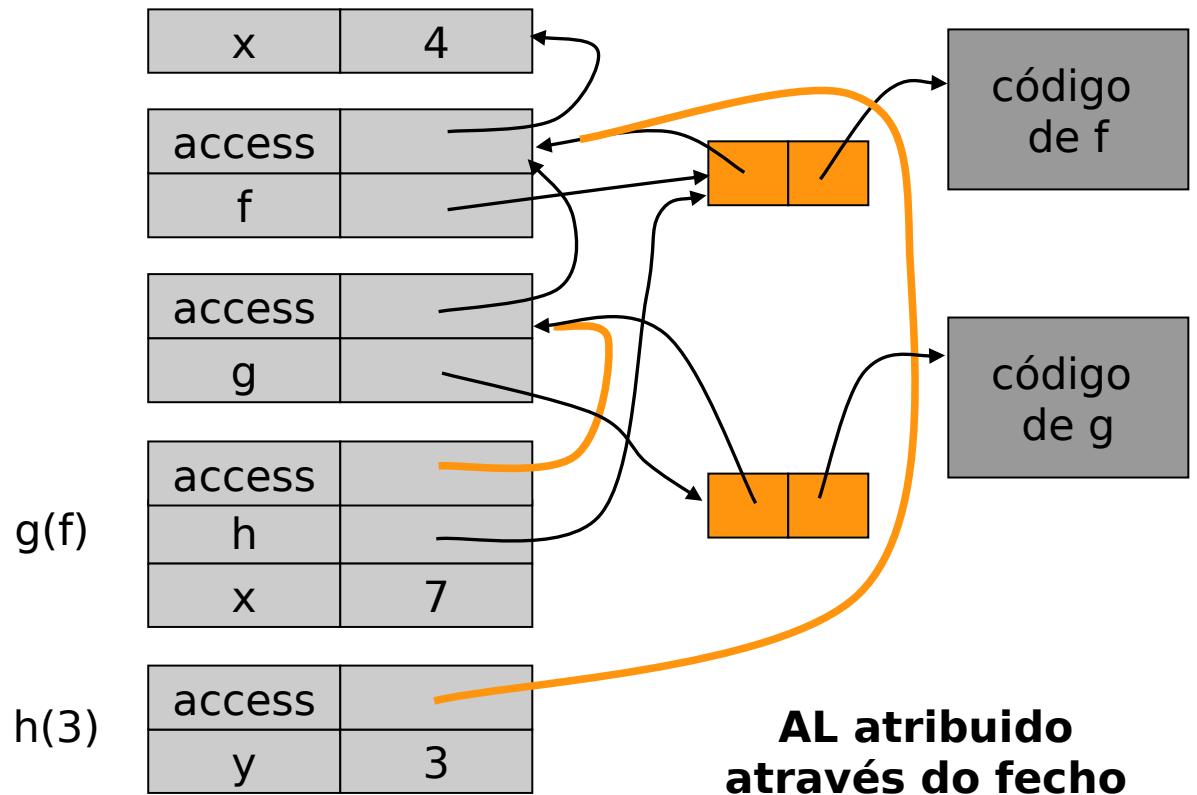 x 4
access
f
access
g
g(f)
access
h
x 7
h(3)
access
y 3
código
de f
código
de g
AL atribuido
através do fecho